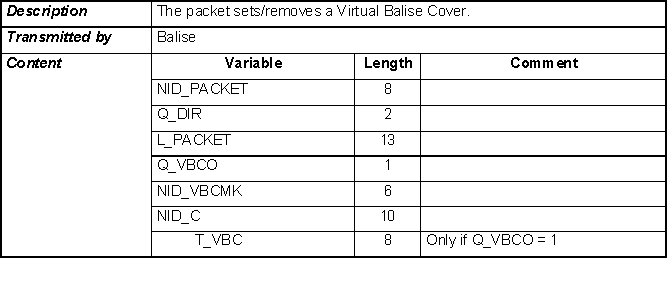 Description The packet sets/removes a Virtual Balise Cover.
Transmitted by Balise
Content Variable Length Comment
NID_PACKET 8
Q_DIR 2
L_PACKET 13
Q_VBCO 1
NID_VBCMK 6
NID_C 10
T_VBC 8 Only if Q_VBCO = 1